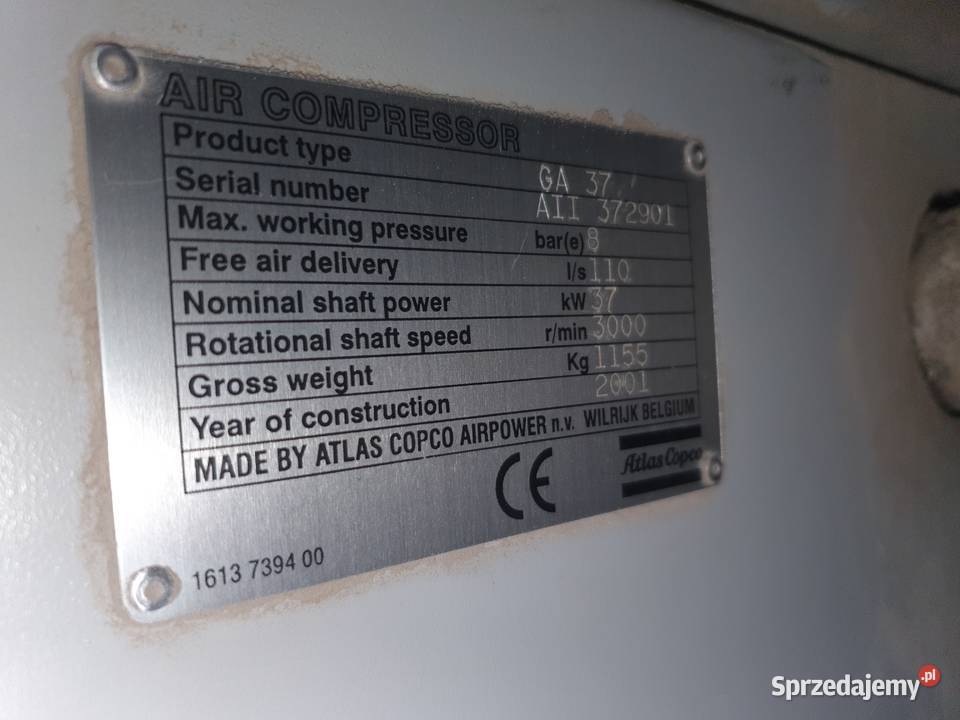 AIR COMPRESSOR
Product type GA 37
Serial number AII 372901
Max. working pressure bar(e) 8
Free air delivery l/s 110
Nominal shaft power kW 37
Rotational shaft speed r/min 3000
Gross weight Kg 1155
Year of construction 2001
MADE BY ATLAS COPCO AIRPOWER n.v. WILRIJK BELGIUM
CE
Atlas Copco
1613 7394 00
Sprzedajemy.pl